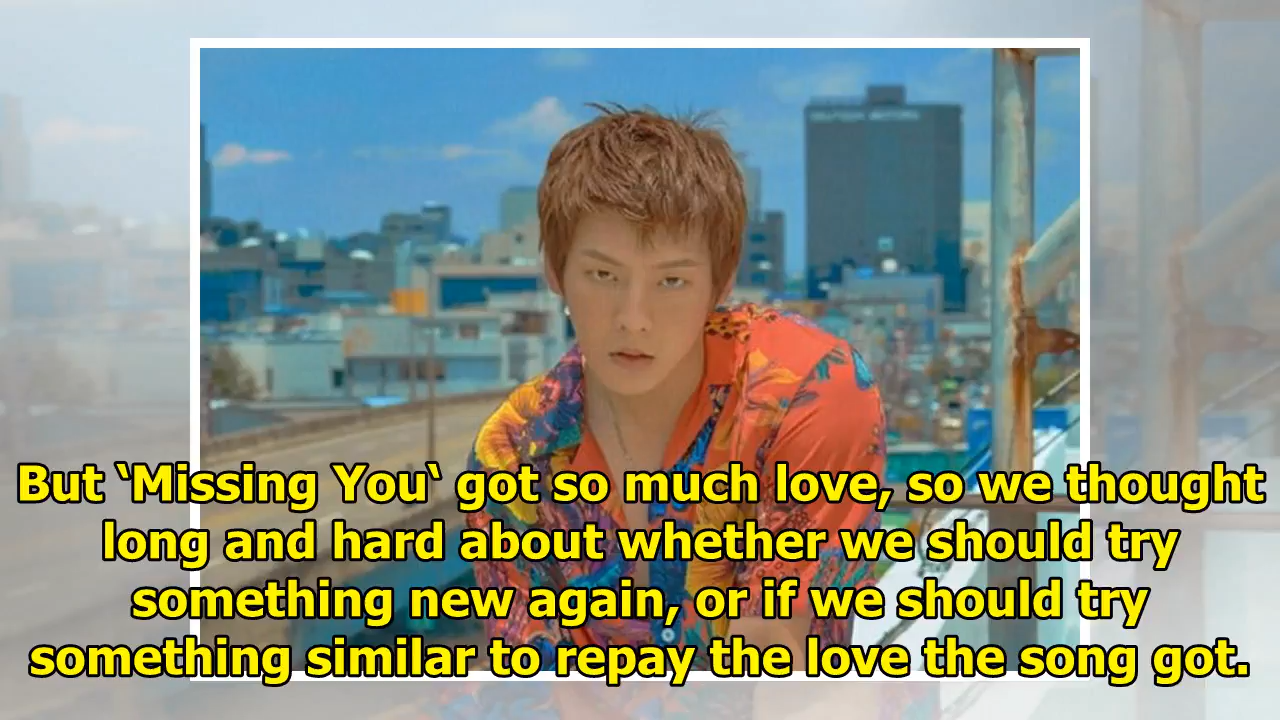 But ‘Missing You‘ got so much love, so we thought
long and hard about whether we should try
something new again, or if we should try
something similar to repay the love the song got.